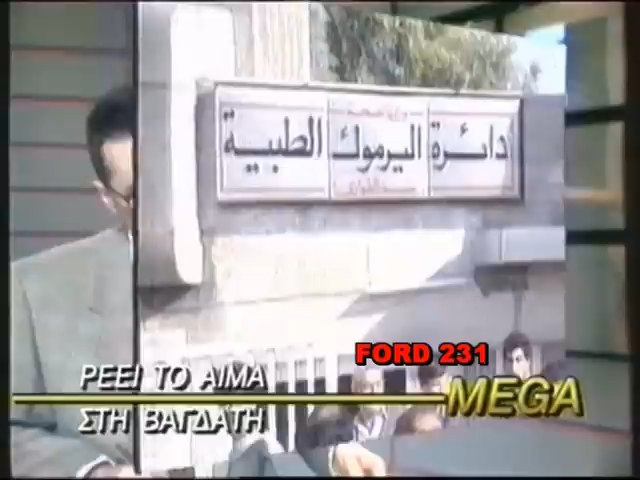 دائرة اليرموك الطبية
FORD 231
ΡΕΕΙ ΤΟ ΑΙΜΑ
MEGA
ΣΤΗ ΒΑΓΔΑΤΗ